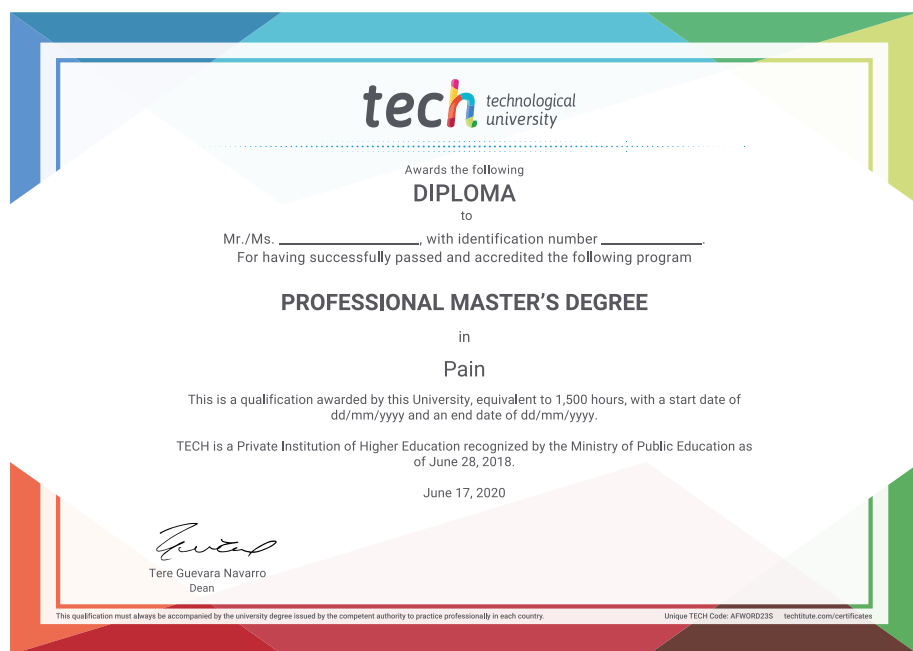 tech technological
university
Awards the following
DIPLOMA
to
Mr./Ms. ____________, with identification number ____________.
For having successfully passed and accredited the following program
PROFESSIONAL MASTER'S DEGREE
in
Pain
This is a qualification awarded by this University, equivalent to 1,500 hours, with a start date of
dd/mm/yyyy and an end date of dd/mm/yyyy.
TECH is a Private Institution of Higher Education recognized by the Ministry of Public Education as
of June 28, 2018.
June 17, 2020
Tere Guevara Navarro
Dean
This qualification must always be accompanied by the university degree issued by the competent authority to practice professionally in each country. Unique TECH Code: AFWORD23S techtitute.com/certificates